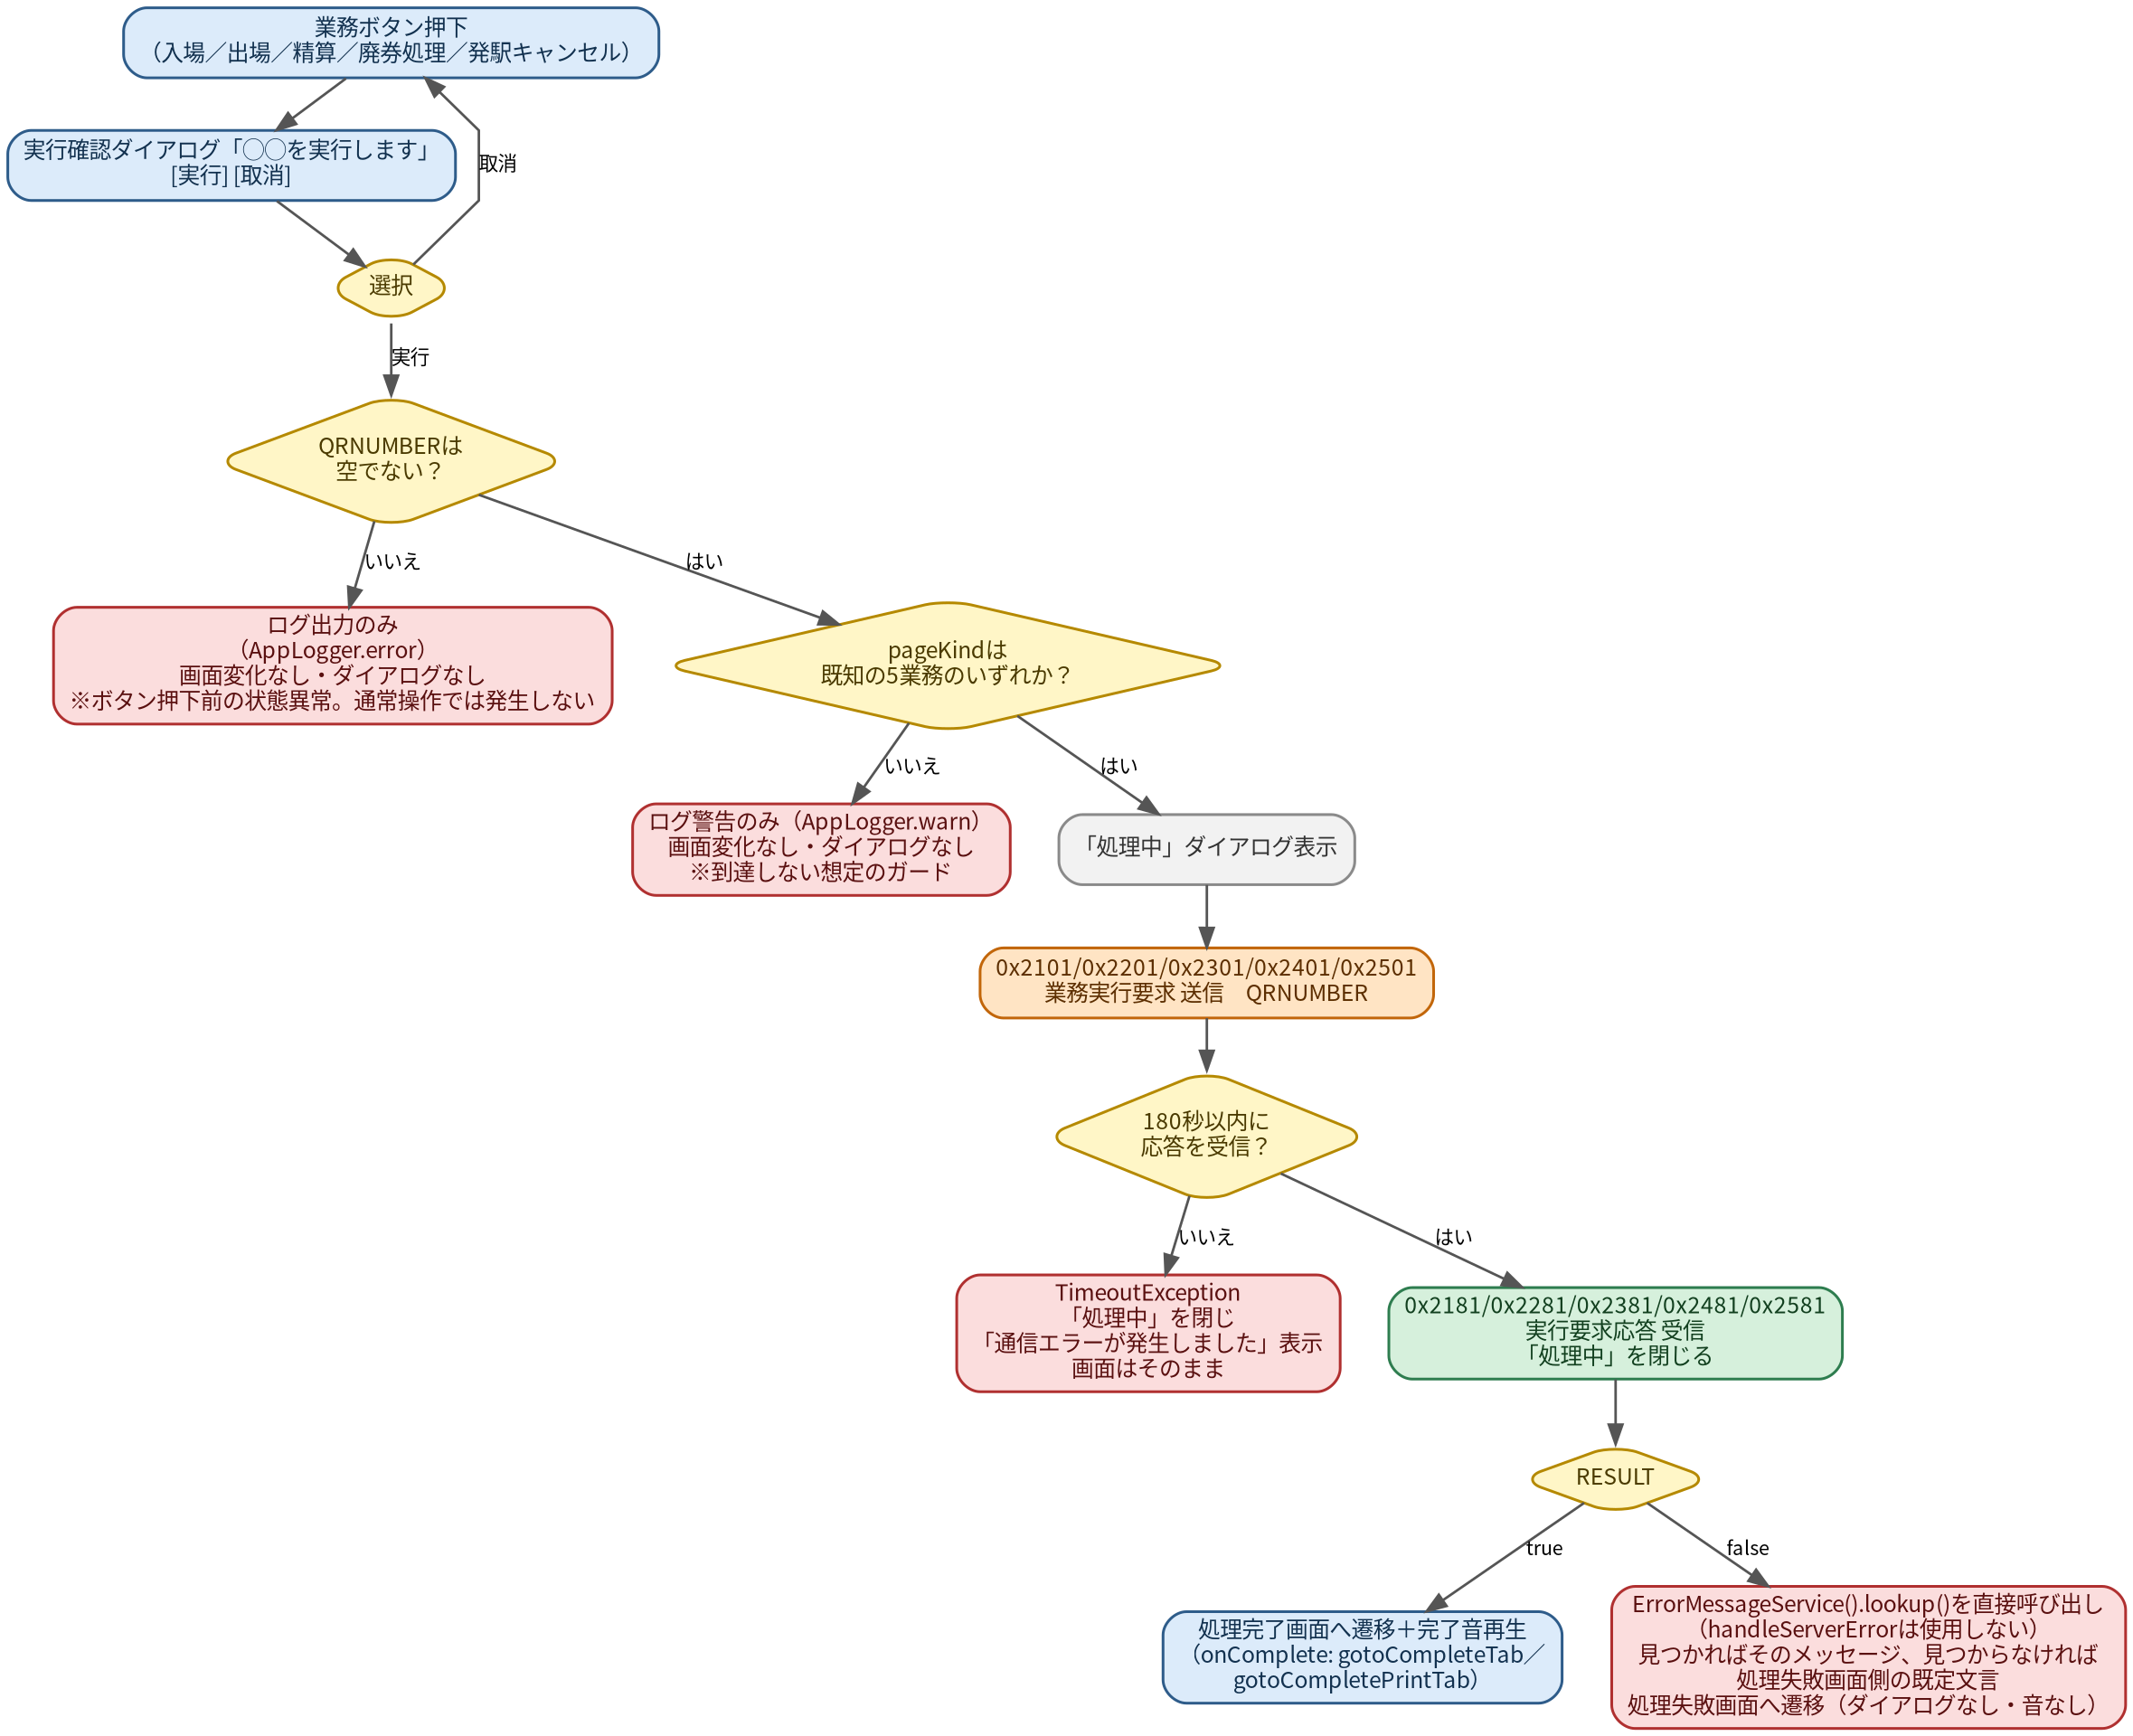 業務ボタン押下
（入場／出場／精算／廃券処理／発駅キャンセル）
実行確認ダイアログ「◯◯を実行します」
[実行] [取消]
取消
選択
実行
QRNUMBERは
空でない？
いいえ
はい
ログ出力のみ
（AppLogger.error）
画面変化なし・ダイアログなし
※ボタン押下前の状態異常。通常操作では発生しない
pageKindは
既知の5業務のいずれか？
いいえ
はい
ログ警告のみ（AppLogger.warn）
画面変化なし・ダイアログなし
※到達しない想定のガード
「処理中」ダイアログ表示
0x2101/0x2201/0x2301/0x2401/0x2501
業務実行要求 送信　QRNUMBER
180秒以内に
応答を受信？
いいえ
はい
TimeoutException
「処理中」を閉じ
「通信エラーが発生しました」表示
画面はそのまま
0x2181/0x2281/0x2381/0x2481/0x2581
実行要求応答 受信
「処理中」を閉じる
RESULT
true
false
処理完了画面へ遷移＋完了音再生
（onComplete: gotoCompleteTab／
gotoCompletePrintTab）
ErrorMessageService().lookup()を直接呼び出し
（handleServerErrorは使用しない）
見つかればそのメッセージ、見つからなければ
処理失敗画面側の既定文言
処理失敗画面へ遷移（ダイアログなし・音なし）